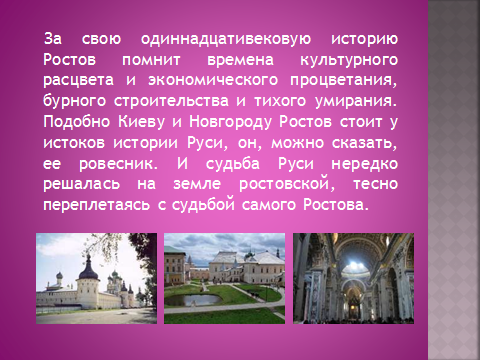 За свою одиннадцативековую историю
Ростов помнит времена культурного
расцвета и экономического процветания,
бурного строительства и тихого умирания.
Подобно Киеву и Новгороду Ростов стоит у
истоков истории Руси, он, можно сказать,
ее ровесник. И судьба Руси нередко
решалась на земле ростовской, тесно
переплетаясь с судьбой самого Ростова.